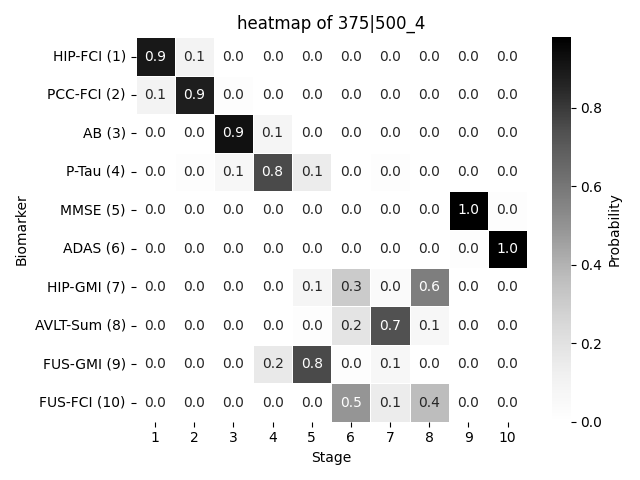 heatmap of 375|500_4
HIP-FCI (1) 0.9 0.1 0.0 0.0 0.0 0.0 0.0 0.0 0.0 0.0
PCC-FCI (2) 0.1 0.9 0.0 0.0 0.0 0.0 0.0 0.0 0.0 0.0
AB (3) 0.0 0.0 0.9 0.1 0.0 0.0 0.0 0.0 0.0 0.0
P-Tau (4) 0.0 0.0 0.1 0.8 0.1 0.0 0.0 0.0 0.0 0.0
MMSE (5) 0.0 0.0 0.0 0.0 0.0 0.0 0.0 0.0 1.0 0.0
ADAS (6) 0.0 0.0 0.0 0.0 0.0 0.0 0.0 0.0 0.0 1.0
HIP-GMI (7) 0.0 0.0 0.0 0.0 0.1 0.3 0.0 0.6 0.0 0.0
AVLT-Sum (8) 0.0 0.0 0.0 0.0 0.0 0.2 0.7 0.1 0.0 0.0
FUS-GMI (9) 0.0 0.0 0.0 0.2 0.8 0.0 0.1 0.0 0.0 0.0
FUS-FCI (10) 0.0 0.0 0.0 0.0 0.0 0.5 0.1 0.4 0.0 0.0
1 2 3 4 5 6 7 8 9 10
Stage
Biomarker
0.8
0.6
0.4
0.2
0.0
Probability